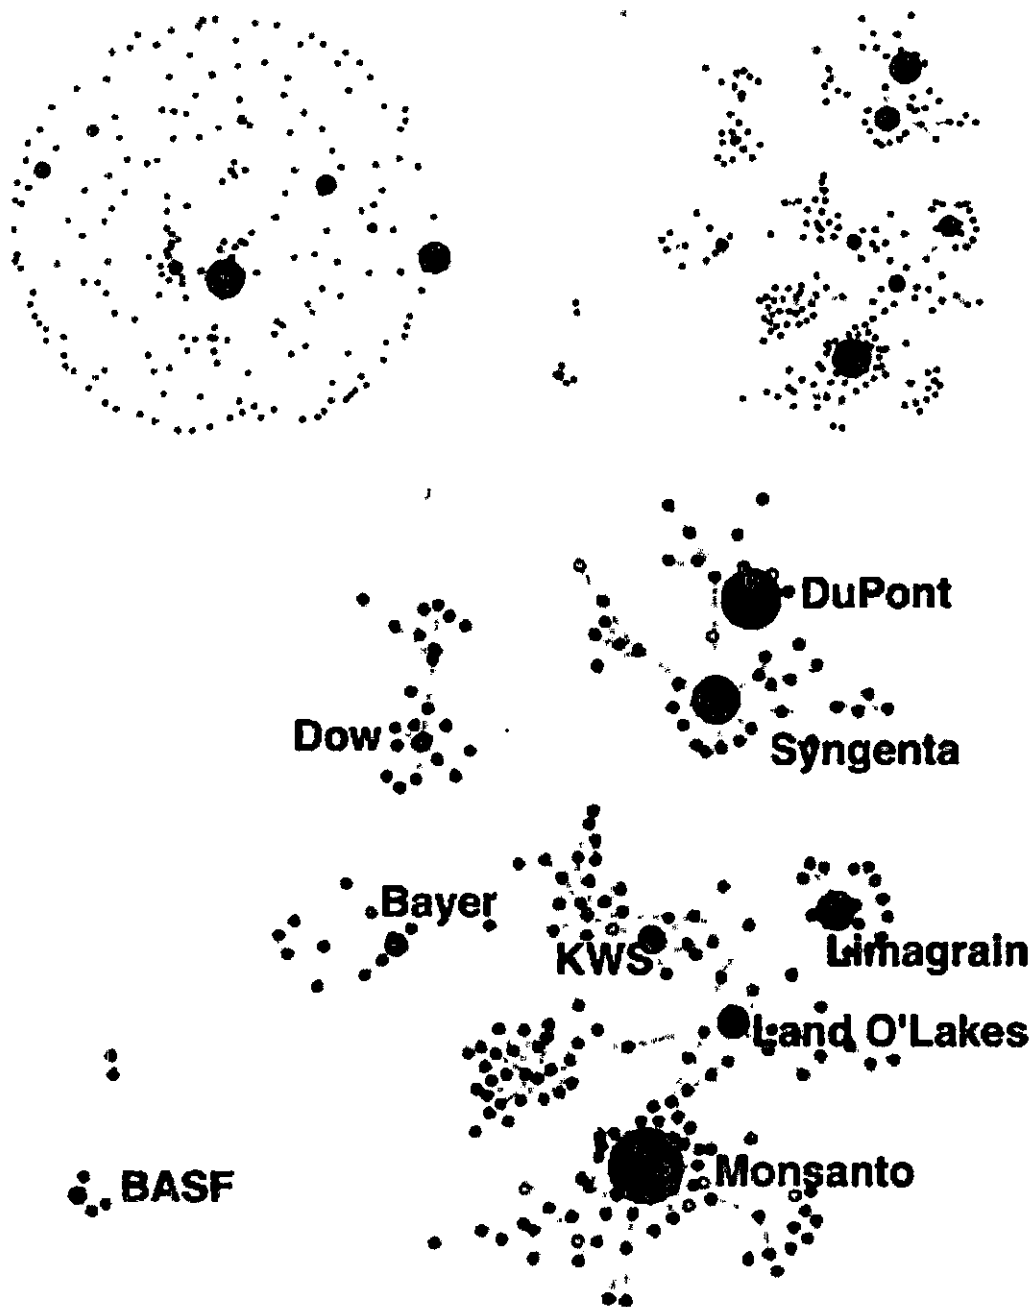 DuPont
Dow
Syngenta
Bayer
KWS
Limagrain
Land O'Lakes
BASF
Monsanto